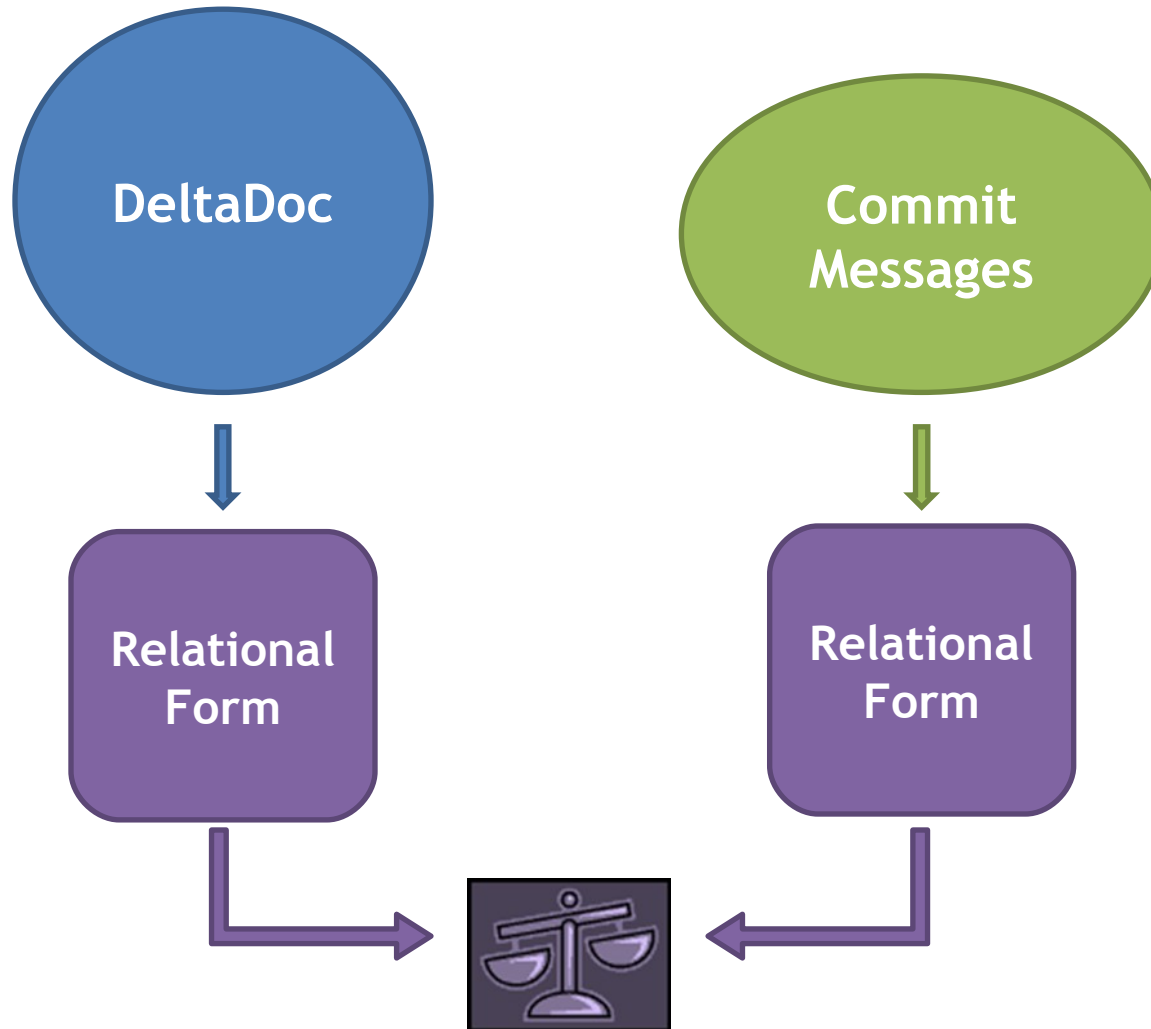 DeltaDoc
Commit
Messages
Relational
Form
Relational
Form